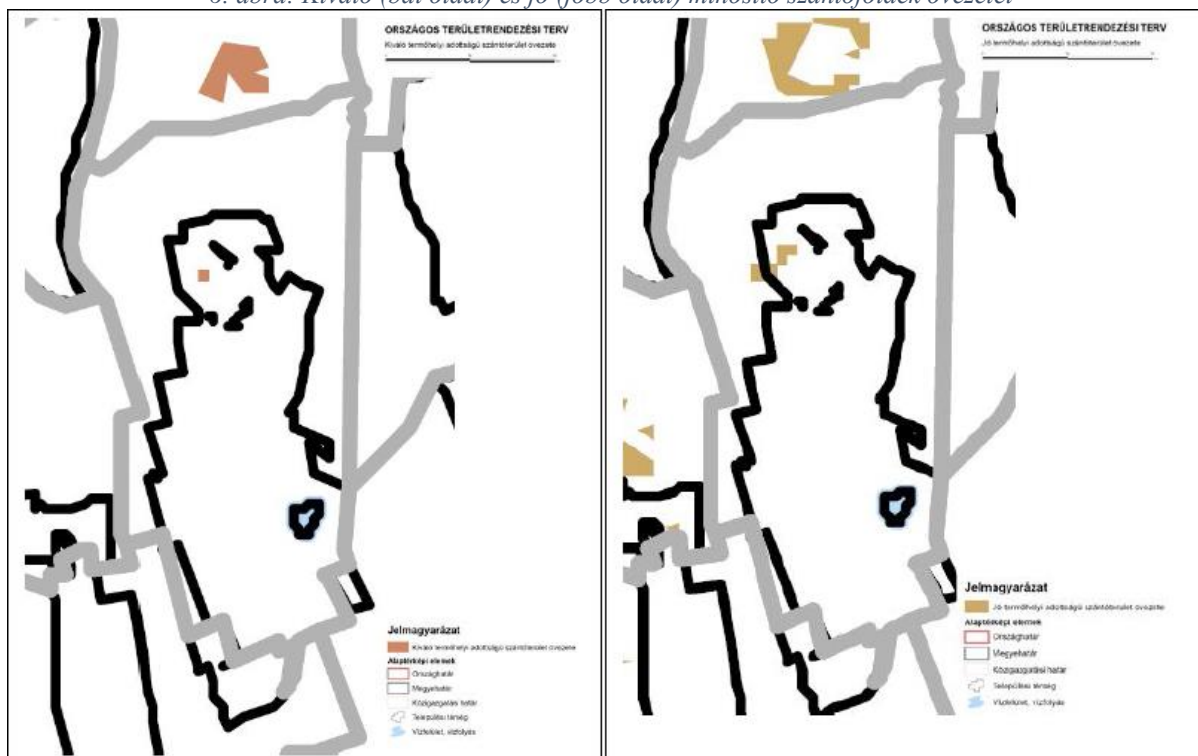 6. ábra: Kiváló (bal oldal) és jó (jobb oldal) minősítő szántóföldek övezetei
ORSZÁGOS TERÜLETRENDEZÉSI TERV
Kiváló termőhelyi adottságú szántóterület övezete
Jelmagyarázat
Kiváló termőhelyi adottságú szántóterület övezete
Alaptérképi elemek
Országhatár
Megyehatár
Közigazgatási határ
Települési térség
Vízfelület, vízfolyás
ORSZÁGOS TERÜLETRENDEZÉSI TERV
Jó termőhelyi adottságú szántóterület övezete
Jelmagyarázat
Jó termőhelyi adottságú szántóterület övezete
Alaptérképi elemek
Országhatár
Megyehatár
Közigazgatási határ
Települési térség
Vízfelület, vízfolyás